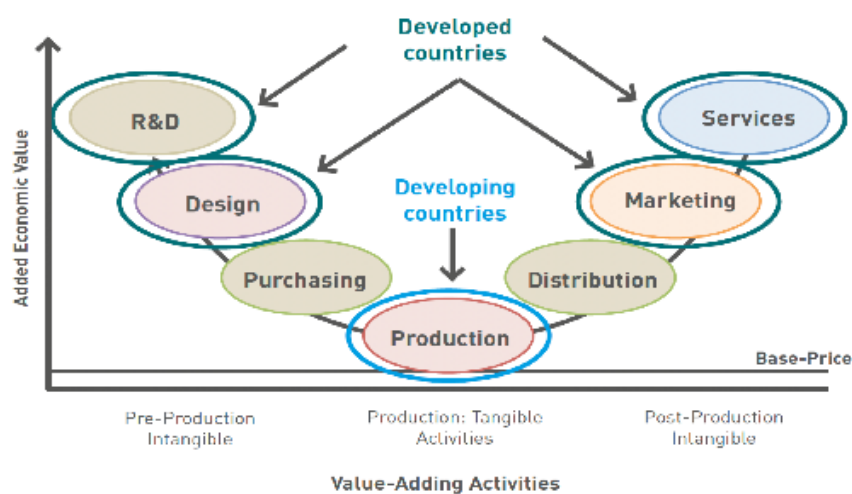 Developed
countries
R&D
Services
Design
Developing
countries
Marketing
Purchasing
Distribution
Production
Base-Price
Added Economic Value
Pre-Production
Intangible
Production: Tangible
Activities
Post-Production
Intangible
Value-Adding Activities